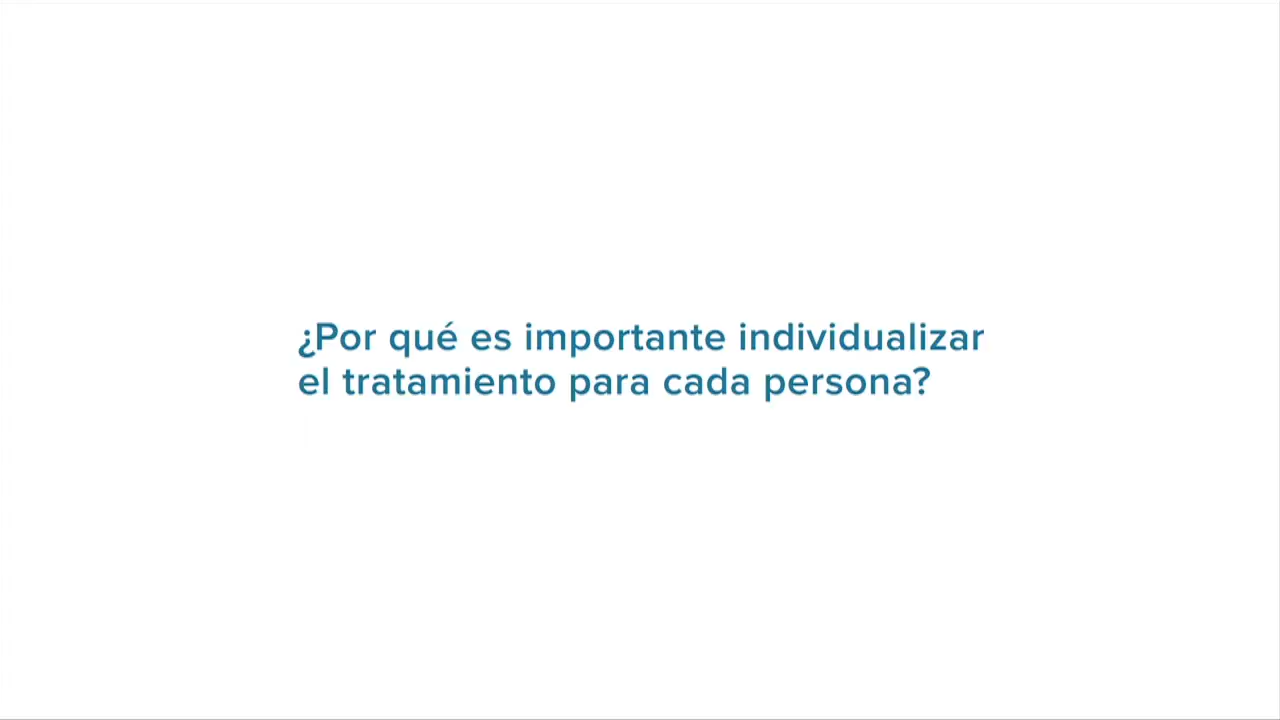 ¿Por qué es importante individualizar
el tratamiento para cada persona?